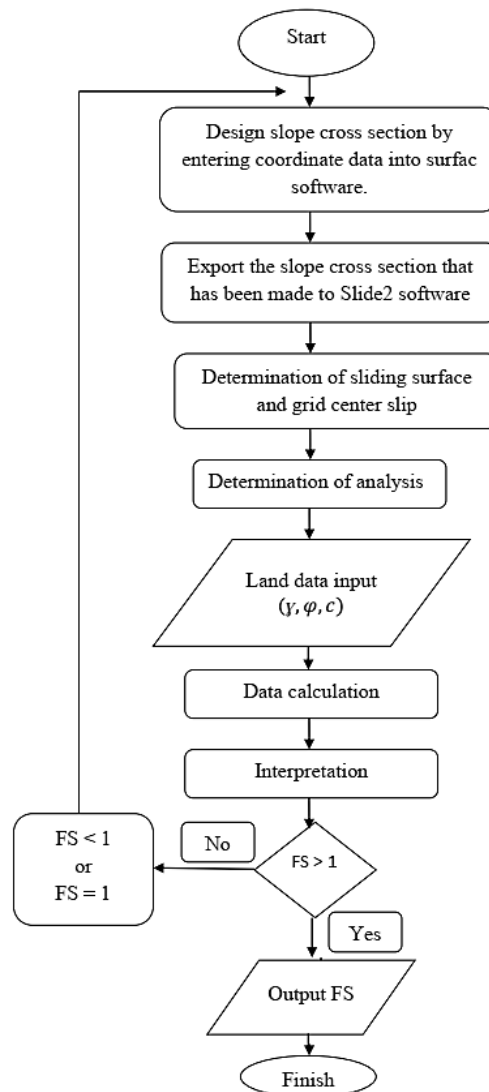 Start
Design slope cross section by
entering coordinate data into surfac
software.
Export the slope cross section that
has been made to Slide2 software
Determination of sliding surface
and grid center slip
Determination of analysis
Land data input
(γ, φ, c)
Data calculation
Interpretation
FS > 1
No
FS < 1
or
FS = 1
Yes
Output FS
Finish